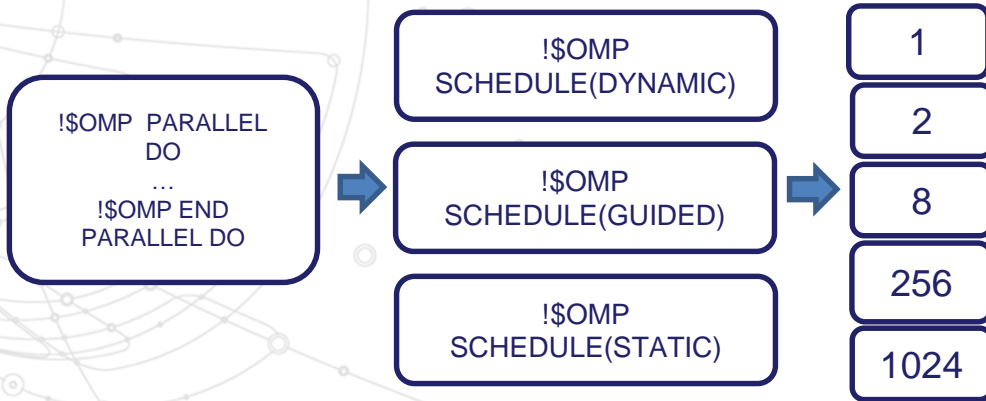 !$OMP PARALLEL
DO
…
!$OMP END
PARALLEL DO
!$OMP
SCHEDULE(DYNAMIC)
!$OMP
SCHEDULE(GUIDED)
!$OMP
SCHEDULE(STATIC)
1
2
8
256
1024